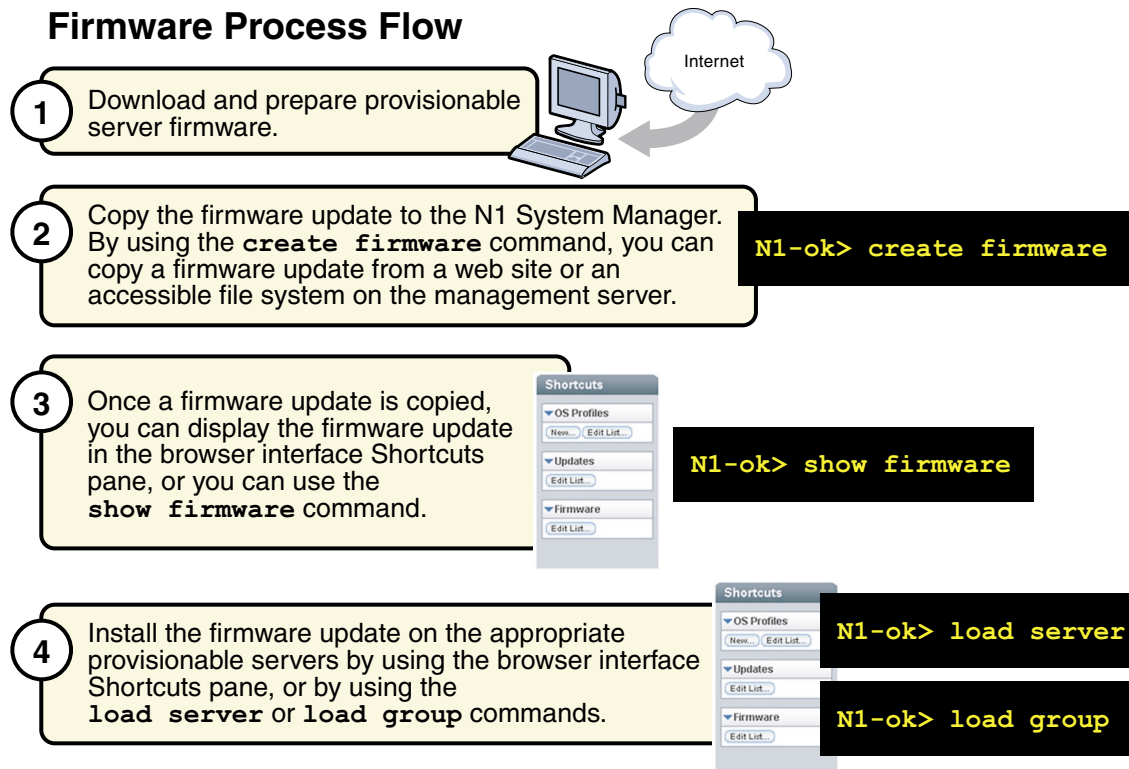 Firmware Process Flow
Internet
1
Download and prepare provisionable
server firmware.
2
Copy the firmware update to the N1 System Manager.
By using the create firmware command, you can
copy a firmware update from a web site or an
accessible file system on the management server.
N1-ok> create firmware
3
Once a firmware update is copied,
you can display the firmware update
in the browser interface Shortcuts
pane, or you can use the
show firmware command.
Shortcuts
OS Profiles
New... Edit List...
Updates
Edit List...
Firmware
Edit List...
N1-ok> show firmware
4
Install the firmware update on the appropriate
provisionable servers by using the browser interface
Shortcuts pane, or by using the
load server or load group commands.
Shortcuts
OS Profiles
New... Edit List...
Updates
Edit List...
Firmware
Edit List...
N1-ok> load server
N1-ok> load group